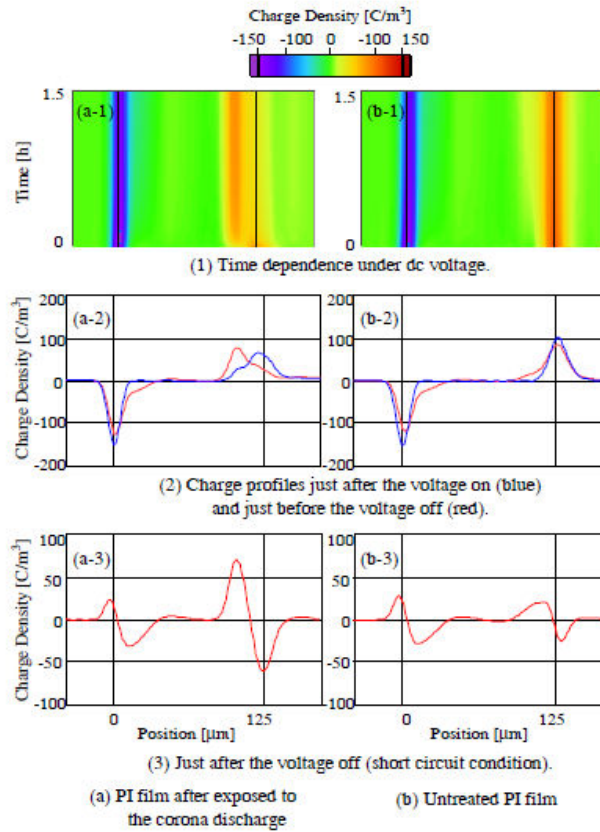 Charge Density [C/m³]
-150 -100 0 100 150
1.5 (a-1) 1.5 (b-1)
Time [h]
0 0
(1) Time dependence under dc voltage.
200 200
(a-2) (b-2)
100 100
Charge Density [C/m³]
0 0
-100 -100
-200 -200
(2) Charge profiles just after the voltage on (blue)
and just before the voltage off (red).
100 100
(a-3) (b-3)
50 50
Charge Density [C/m³]
0 0
-50 -50
-100 -100
0 125 0 125
Position [µm] Position [µm]
(3) Just after the voltage off (short circuit condition).
(a) PI film after exposed to
the corona discharge
(b) Untreated PI film